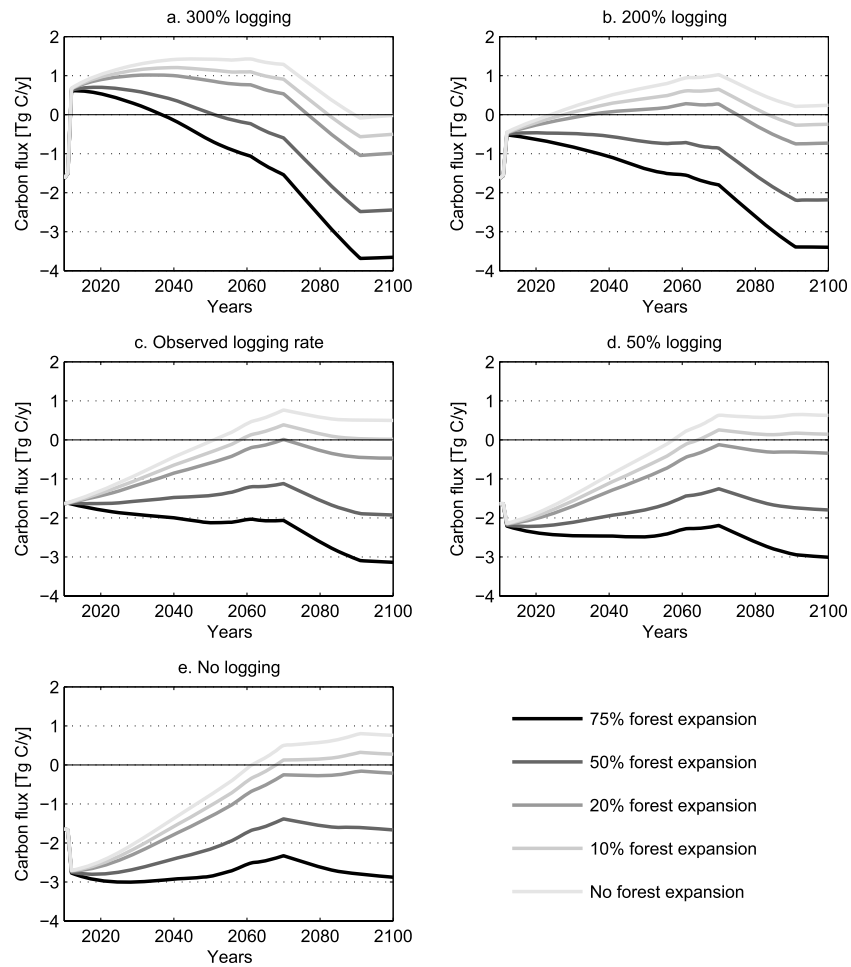 a. 300% logging
2
1
0
−1
−2
−3
−4
Carbon flux [Tg C/y]
2020 2040 2060 2080 2100
Years
b. 200% logging
2
1
0
−1
−2
−3
−4
Carbon flux [Tg C/y]
2020 2040 2060 2080 2100
Years
c. Observed logging rate
2
1
0
−1
−2
−3
−4
Carbon flux [Tg C/y]
2020 2040 2060 2080 2100
Years
d. 50% logging
2
1
0
−1
−2
−3
−4
Carbon flux [Tg C/y]
2020 2040 2060 2080 2100
Years
e. No logging
2
1
0
−1
−2
−3
−4
Carbon flux [Tg C/y]
2020 2040 2060 2080 2100
Years
75% forest expansion
50% forest expansion
20% forest expansion
10% forest expansion
No forest expansion